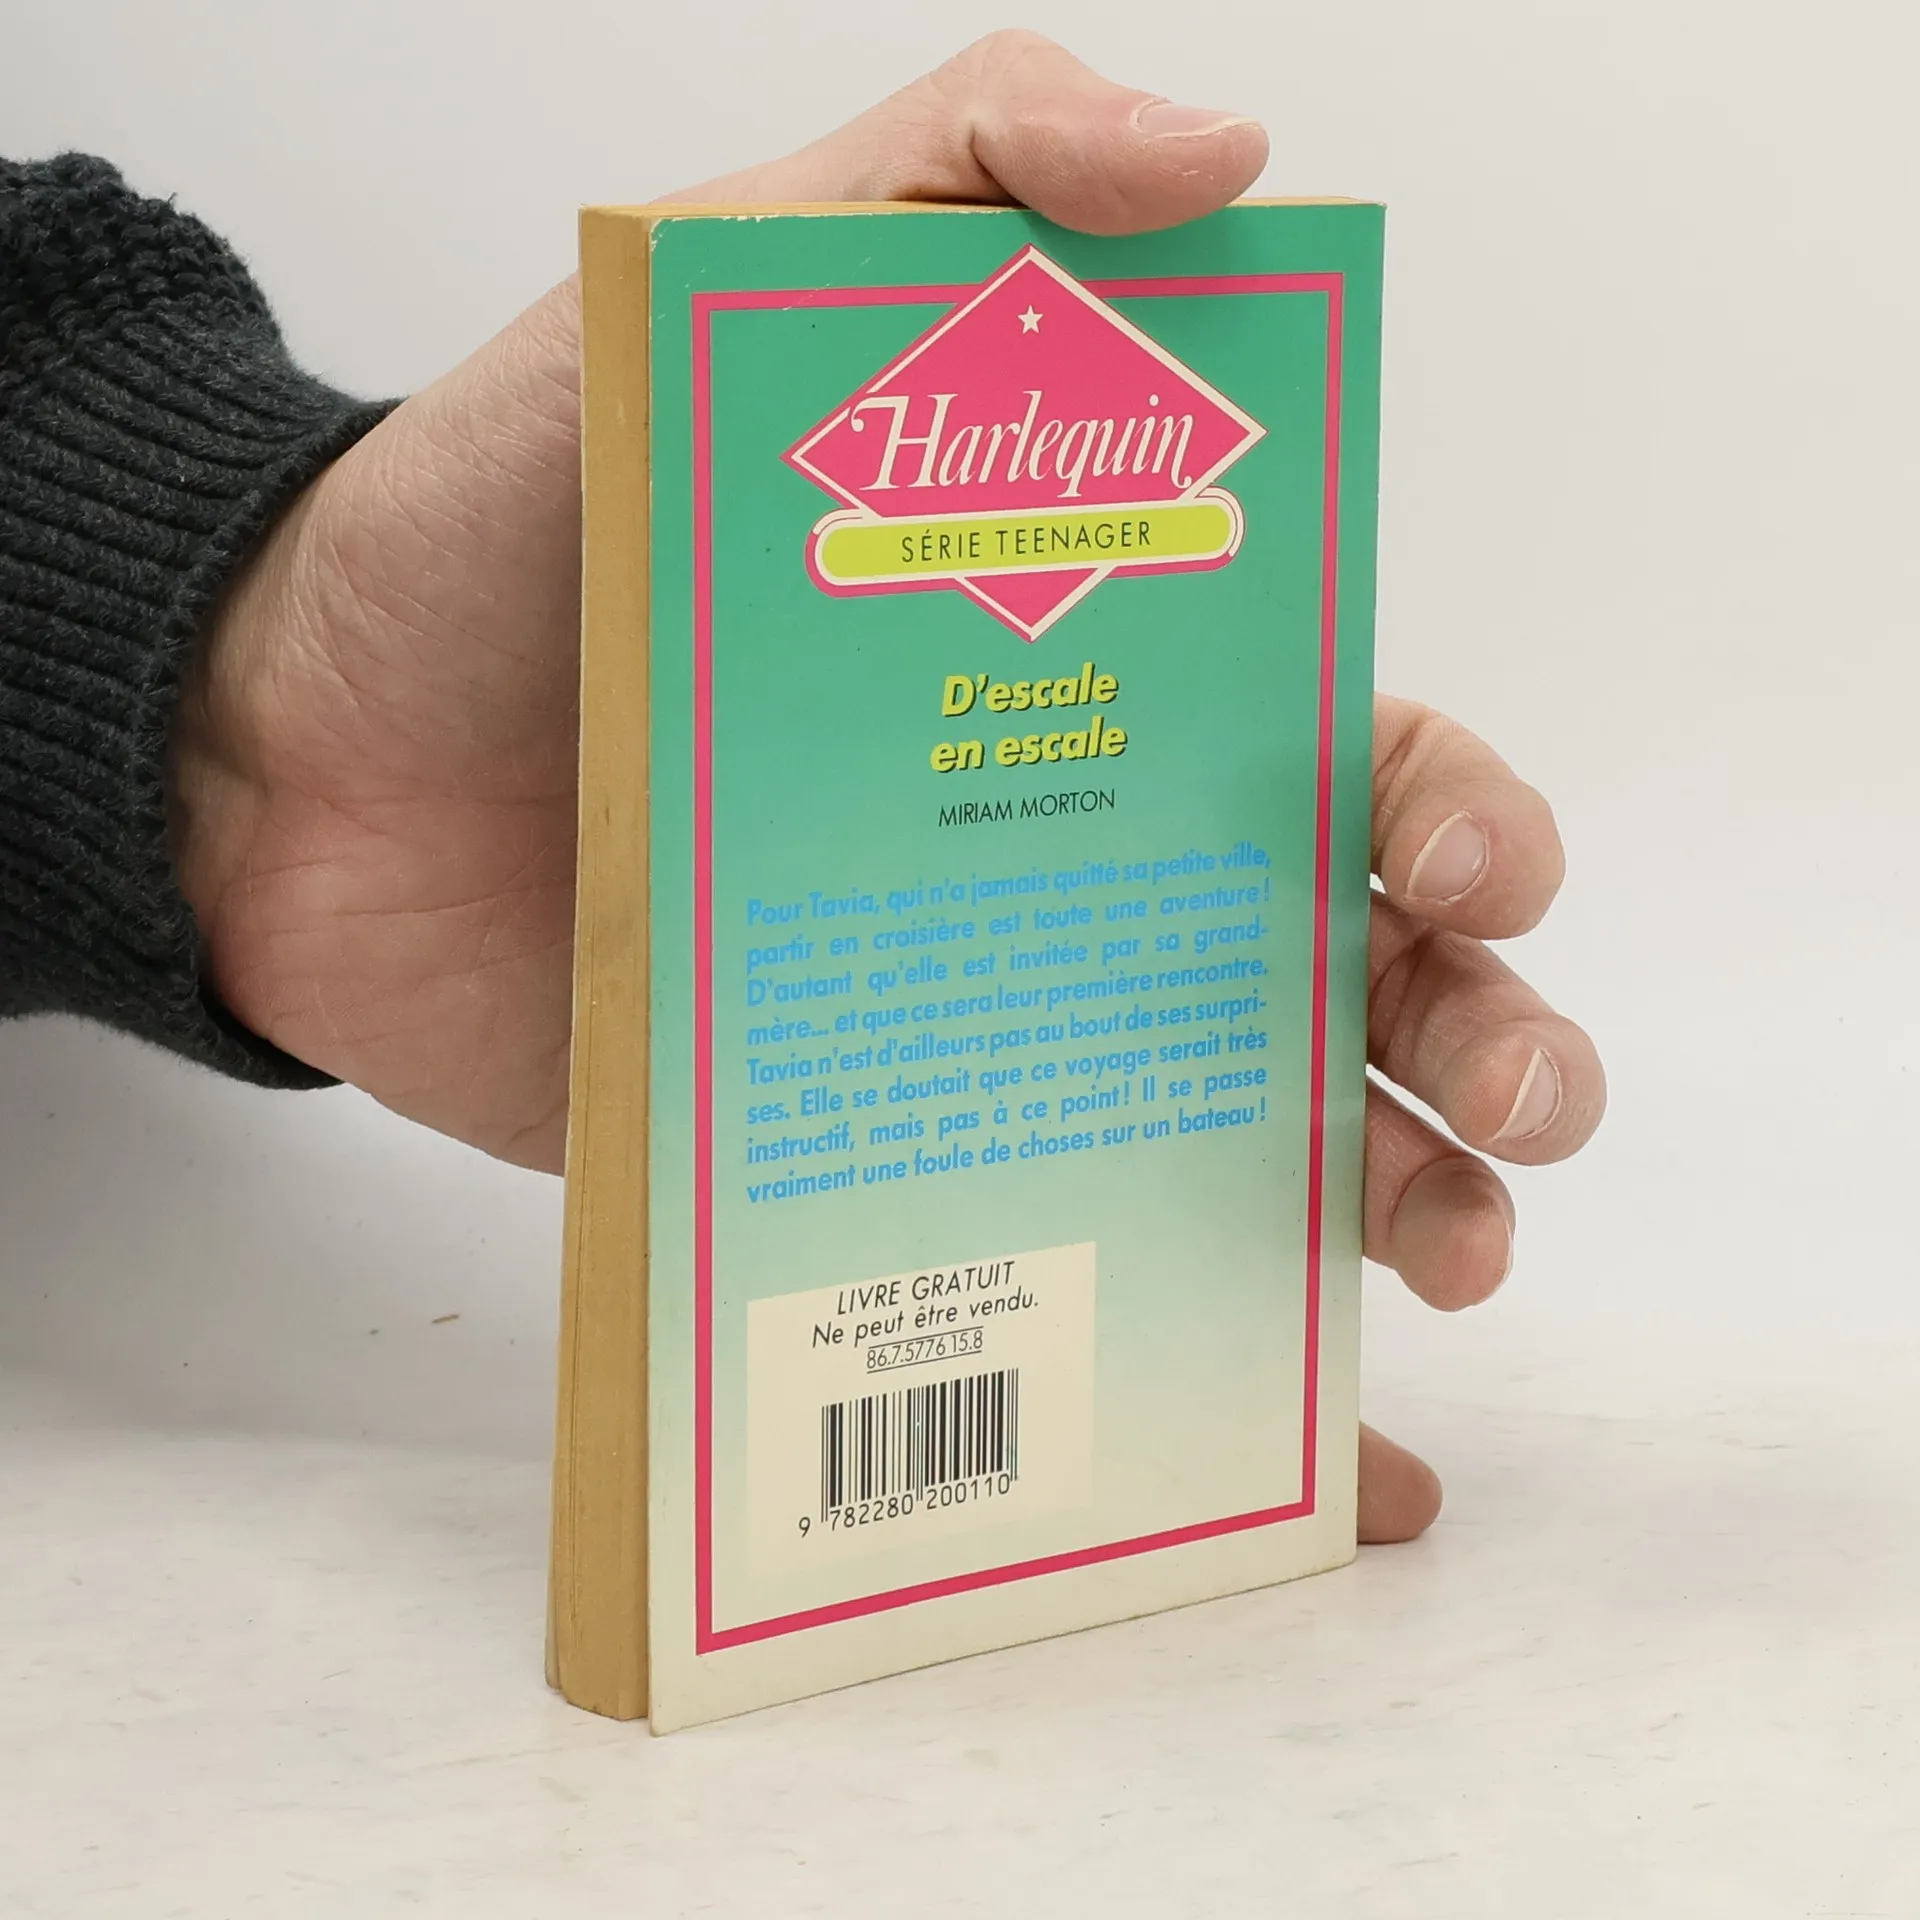 Harlequin
SÉRIE TEENAGER
D'escale
en escale
MIRIAM MORTON
Pour Tavia, qui n'a jamais quitté sa petite ville,
partir en croisière est toute une aventure !
D'autant qu'elle est invitée par sa grand-
mère... et que ce sera leur première rencontre.
Tavia n'est d'ailleurs pas au bout de ses surpri-
ses. Elle se doutait que ce voyage serait très
instructif, mais pas à ce point ! Il se passe
vraiment une foule de choses sur un bateau !
LIVRE GRATUIT
Ne peut être vendu.
86.7.5776 15.8
9 782280 200110